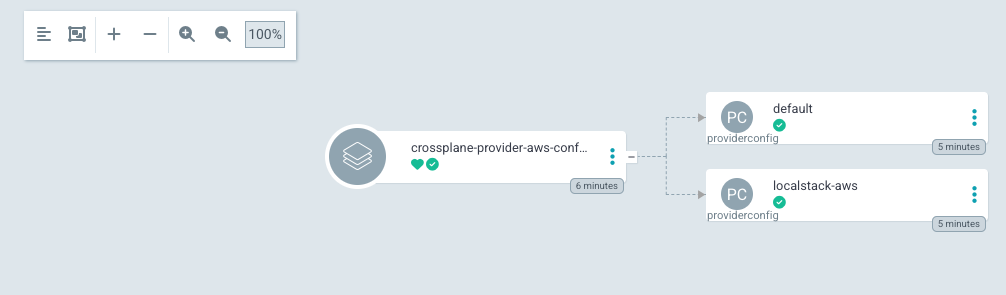 100%
crossplane-provider-aws-conf...
6 minutes
PC
default
providerconfig
5 minutes
PC
localstack-aws
providerconfig
5 minutes